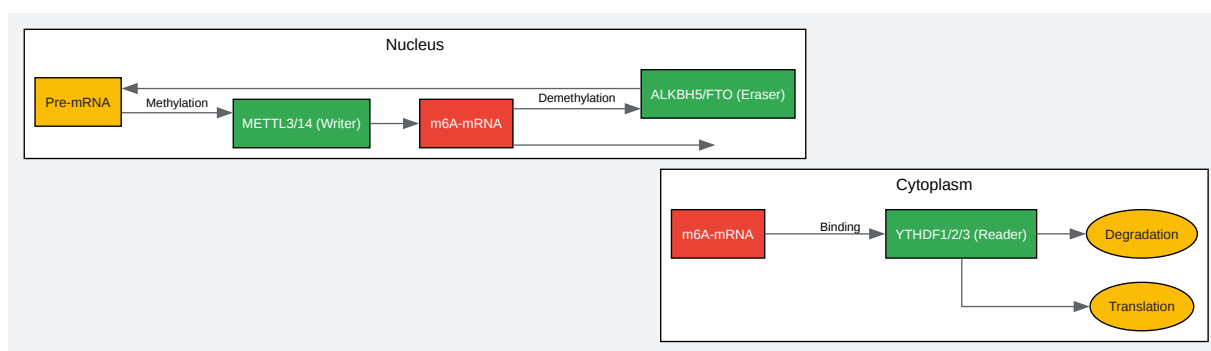 Nucleus
Pre-mRNA
Methylation
METTL3/14 (Writer)
m6A-mRNA
Demethylation
ALKBH5/FTO (Eraser)
Cytoplasm
m6A-mRNA
Binding
YTHDF1/2/3 (Reader)
Degradation
Translation